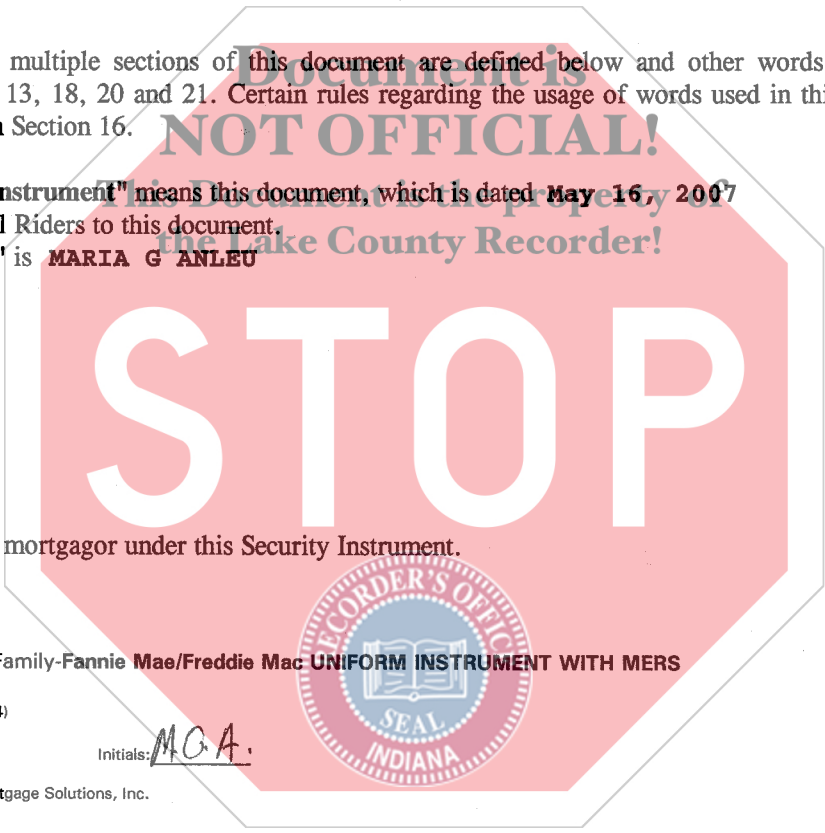 multiple sections of this document are defined below and other words
13, 18, 20 and 21. Certain rules regarding the usage of words used in thi
Section 16.
Document is
NOT OFFICIAL!
This Document is the property of
the Lake County Recorder!
nstrument" means this document, which is dated May 16, 2007
l Riders to this document.
" is MARIA G ANLEU
STOP
mortgagor under this Security Instrument.
RECORDER'S OFFICE
SEAL
INDIANA
Family-Fannie Mae/Freddie Mac UNIFORM INSTRUMENT WITH MERS
Initials: M.G.A.
tgage Solutions, Inc.